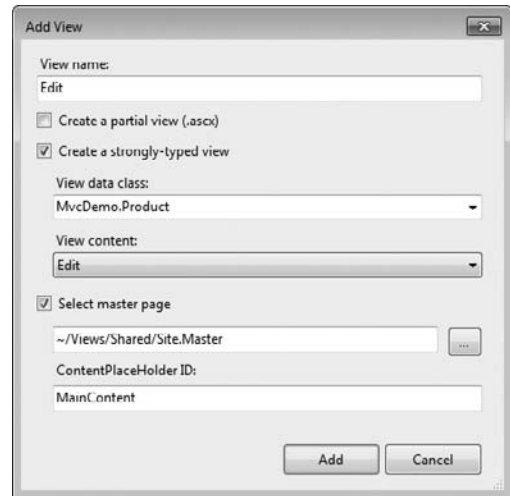 Add View
View name:
Edit
Create a partial view (.ascx)
Create a strongly-typed view
View data class:
MvcDemo.Product
View content:
Edit
Select master page
~/Views/Shared/Site.Master
...
ContentPlaceHolder ID:
MainContent
Add
Cancel